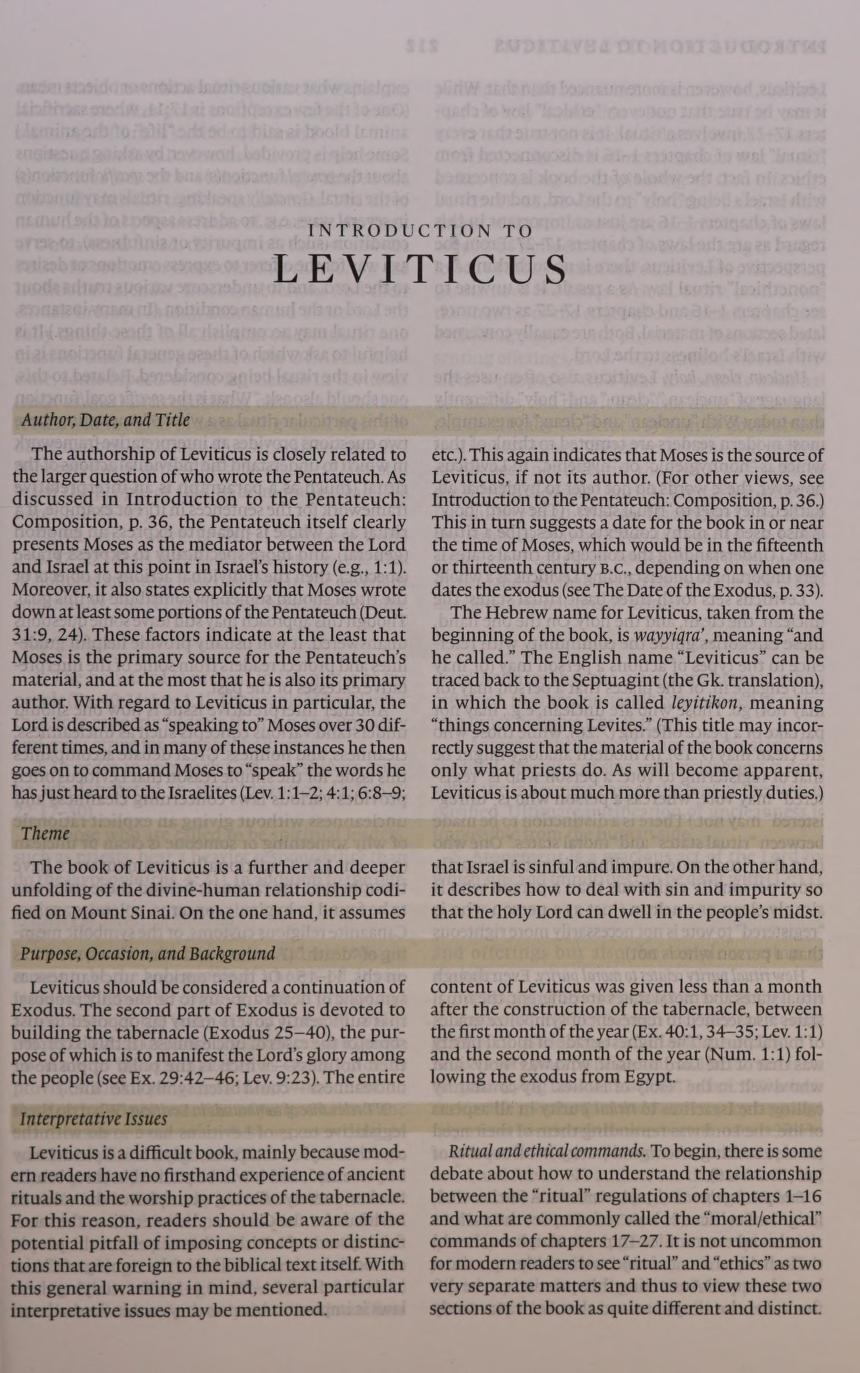 INTRODUCTION TO
LEVITICUS
Author, Date, and Title
The authorship of Leviticus is closely related to
the larger question of who wrote the Pentateuch. As
discussed in Introduction to the Pentateuch:
Composition, p. 36, the Pentateuch itself clearly
presents Moses as the mediator between the Lord
and Israel at this point in Israel's history (e.g., 1:1).
Moreover, it also states explicitly that Moses wrote
down at least some portions of the Pentateuch (Deut.
31:9, 24). These factors indicate at the least that
Moses is the primary source for the Pentateuch's
material, and at the most that he is also its primary
author. With regard to Leviticus in particular, the
Lord is described as “speaking to” Moses over 30 dif-
ferent times, and in many of these instances he then
goes on to command Moses to “speak” the words he
has just heard to the Israelites (Lev. 1:1–2; 4:1; 6:8–9;
etc.). This again indicates that Moses is the source of
Leviticus, if not its author. (For other views, see
Introduction to the Pentateuch: Composition, p. 36.)
This in turn suggests a date for the book in or near
the time of Moses, which would be in the fifteenth
or thirteenth century B.C., depending on when one
dates the exodus (see The Date of the Exodus, p. 33).
The Hebrew name for Leviticus, taken from the
beginning of the book, is wayyiqra’, meaning “and
he called.” The English name “Leviticus” can be
traced back to the Septuagint (the Gk. translation),
in which the book is called leyitikon, meaning
“things concerning Levites.” (This title may incor-
rectly suggest that the material of the book concerns
only what priests do. As will become apparent,
Leviticus is about much more than priestly duties.)
Theme
The book of Leviticus is a further and deeper
unfolding of the divine-human relationship codi-
fied on Mount Sinai. On the one hand, it assumes
that Israel is sinful and impure. On the other hand,
it describes how to deal with sin and impurity so
that the holy Lord can dwell in the people's midst.
Purpose, Occasion, and Background
Leviticus should be considered a continuation of
Exodus. The second part of Exodus is devoted to
building the tabernacle (Exodus 25–40), the pur-
pose of which is to manifest the Lord's glory among
the people (see Ex. 29:42–46; Lev. 9:23). The entire
content of Leviticus was given less than a month
after the construction of the tabernacle, between
the first month of the year (Ex. 40:1, 34–35; Lev. 1:1)
and the second month of the year (Num. 1:1) fol-
lowing the exodus from Egypt.
Interpretative Issues
Leviticus is a difficult book, mainly because mod-
ern readers have no firsthand experience of ancient
rituals and the worship practices of the tabernacle.
For this reason, readers should be aware of the
potential pitfall of imposing concepts or distinc-
tions that are foreign to the biblical text itself. With
this general warning in mind, several particular
interpretative issues may be mentioned.
Ritual and ethical commands. To begin, there is some
debate about how to understand the relationship
between the “ritual” regulations of chapters 1–16
and what are commonly called the “moral/ethical”
commands of chapters 17–27. It is not uncommon
for modern readers to see “ritual” and “ethics” as two
very separate matters and thus to view these two
sections of the book as quite different and distinct.